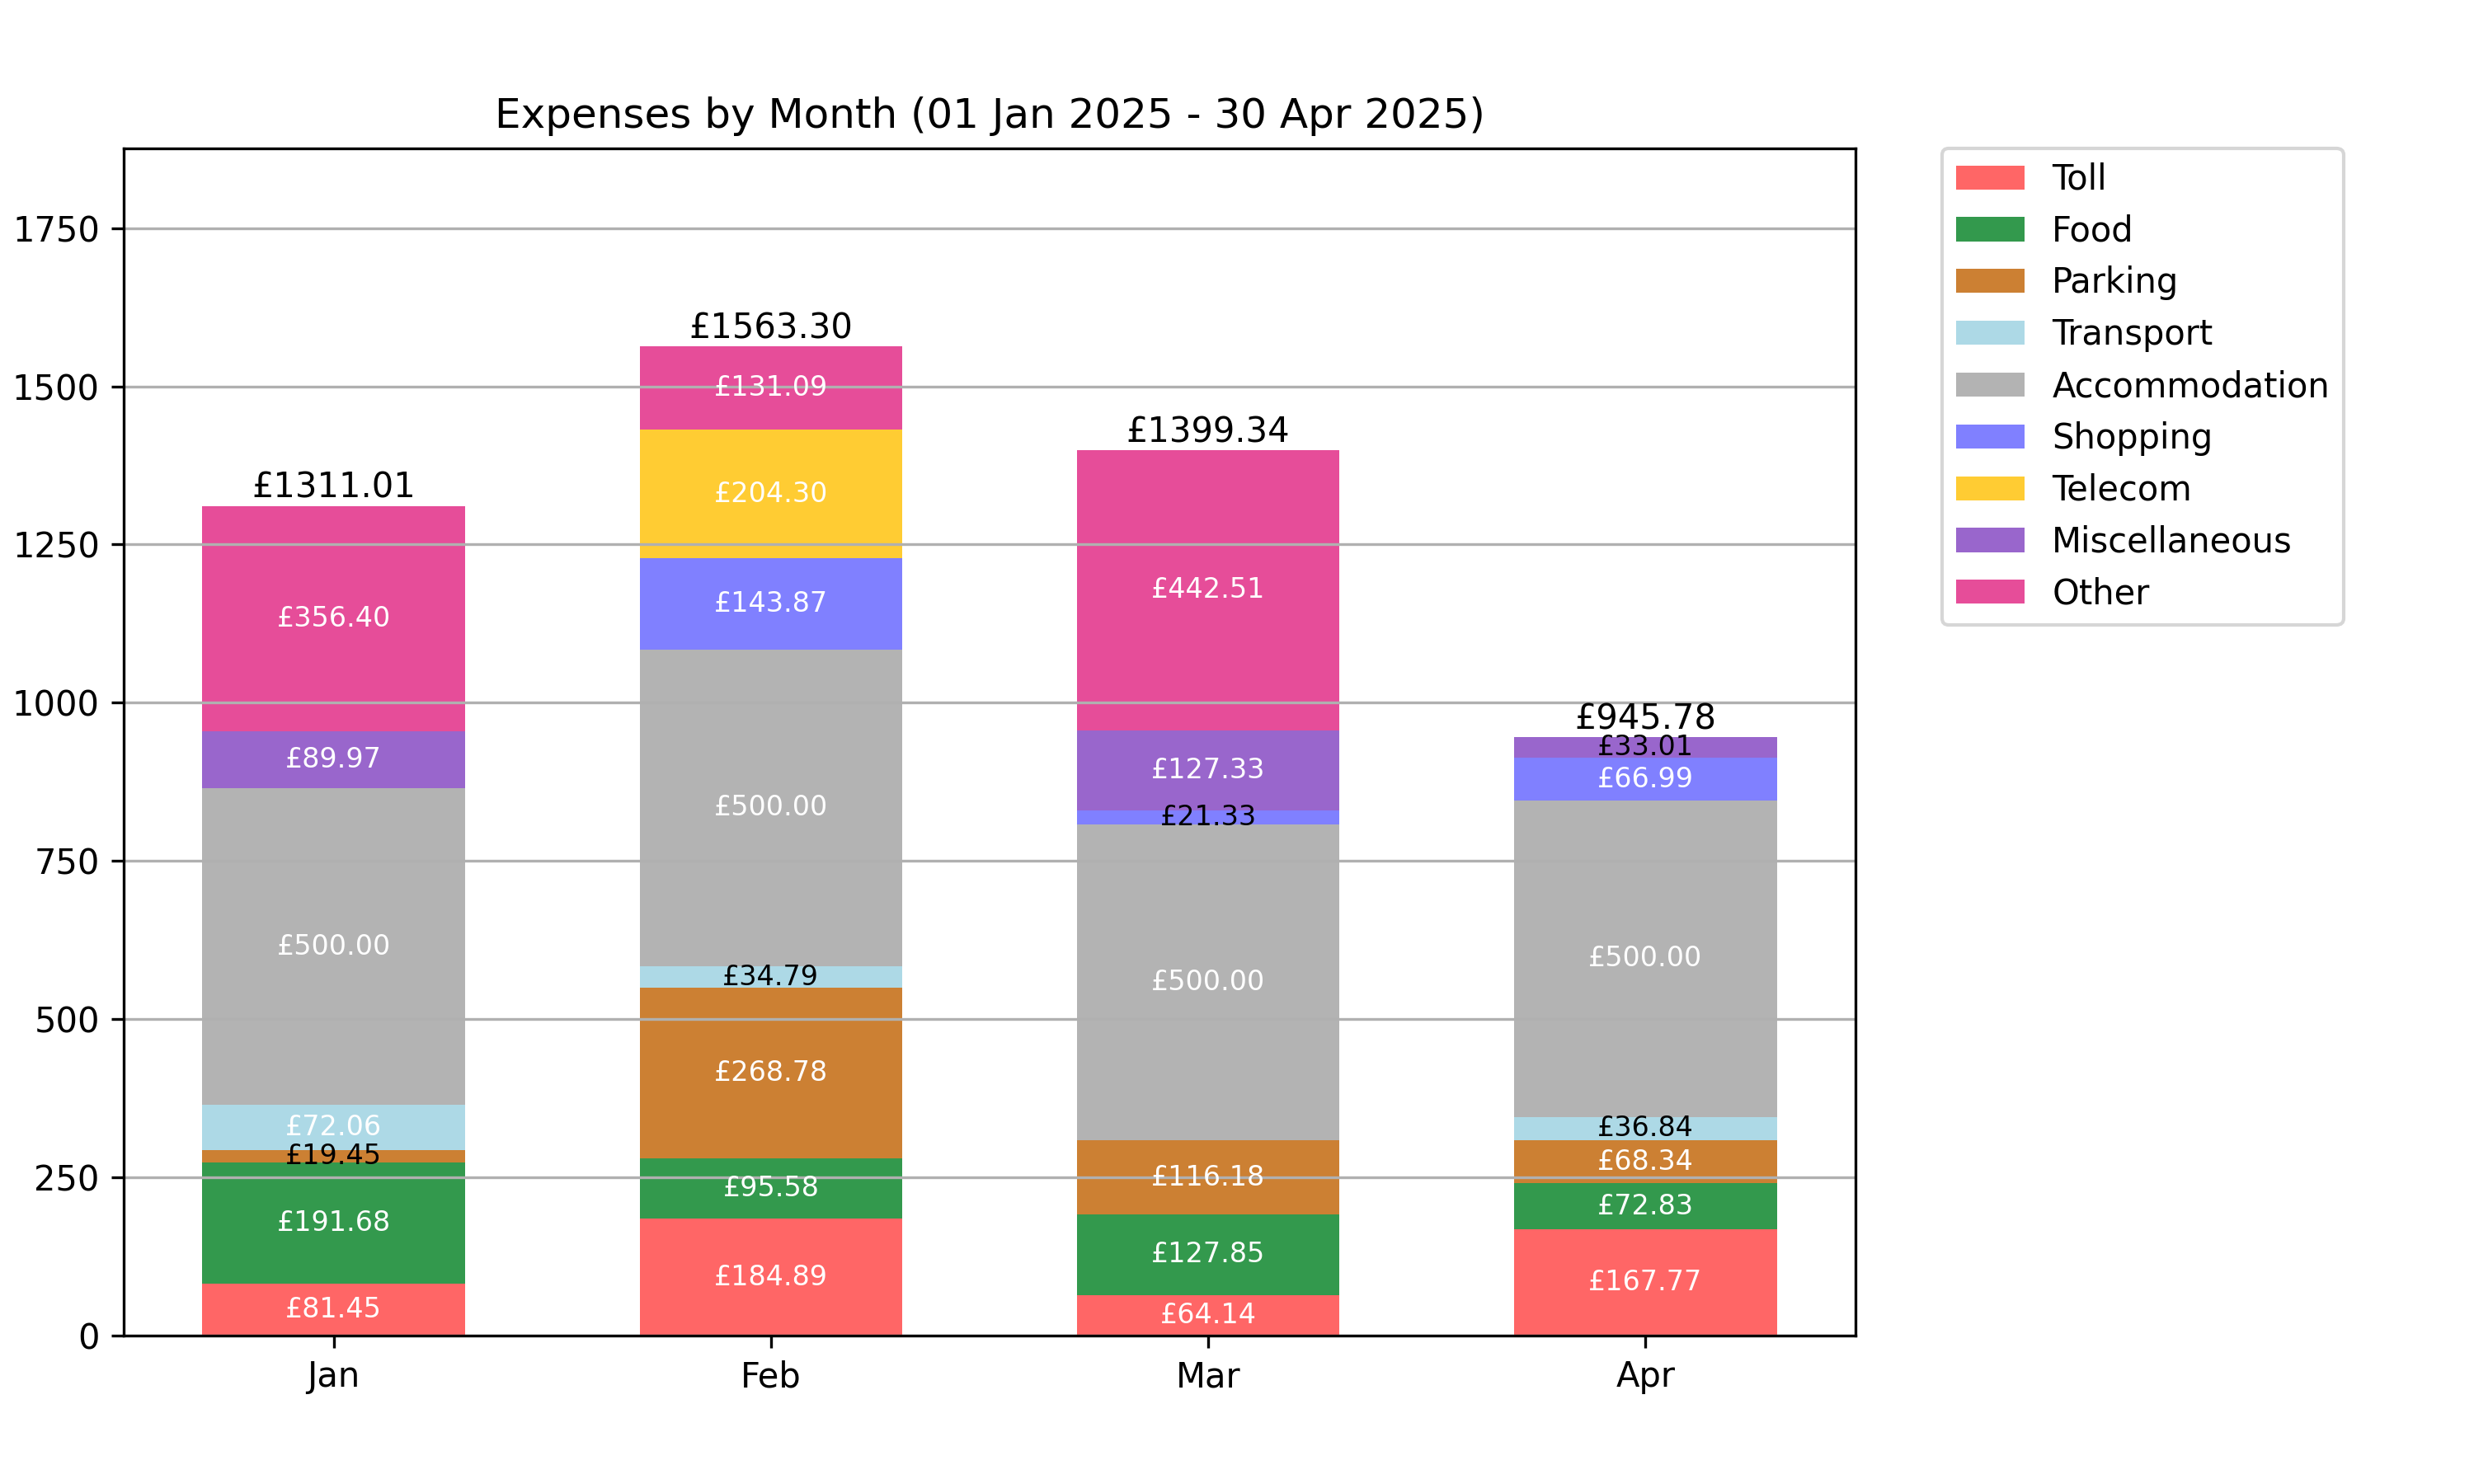 Expenses by Month (01 Jan 2025 - 30 Apr 2025)
1750
1500
1250
1000
750
500
250
0
£1311.01
£356.40
£89.97
£500.00
£72.06
£19.45
£191.68
£81.45
Jan
£1563.30
£131.09
£204.30
£143.87
£500.00
£34.79
£268.78
£95.58
£184.89
Feb
£1399.34
£442.51
£127.33
£21.33
£500.00
£116.18
£127.85
£64.14
Mar
£945.78
£33.01
£66.99
£500.00
£36.84
£68.34
£72.83
£167.77
Apr
Toll
Food
Parking
Transport
Accommodation
Shopping
Telecom
Miscellaneous
Other